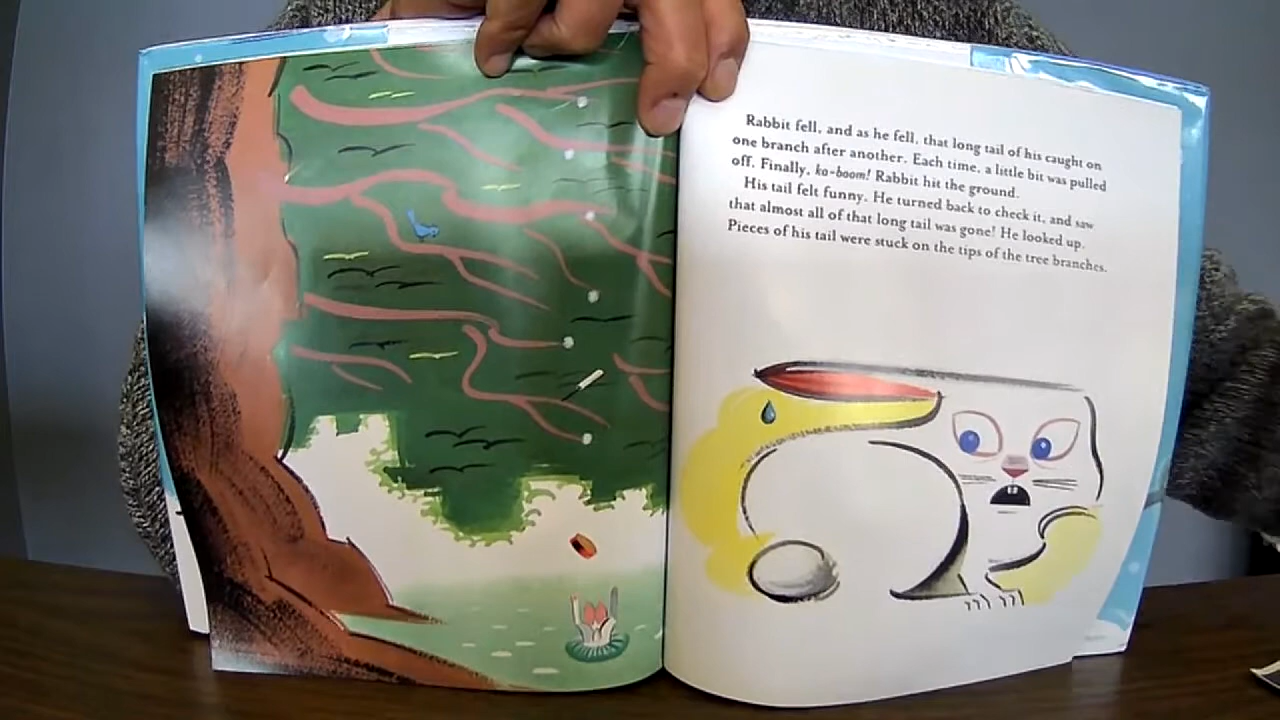 Rabbit fell, and as he fell, that long tail of his caught on
one branch after another. Each time, a little bit was pulled
off. Finally, ka-boom! Rabbit hit the ground.
His tail felt funny. He turned back to check it, and saw
that almost all of that long tail was gone! He looked up.
Pieces of his tail were stuck on the tips of the tree branches.